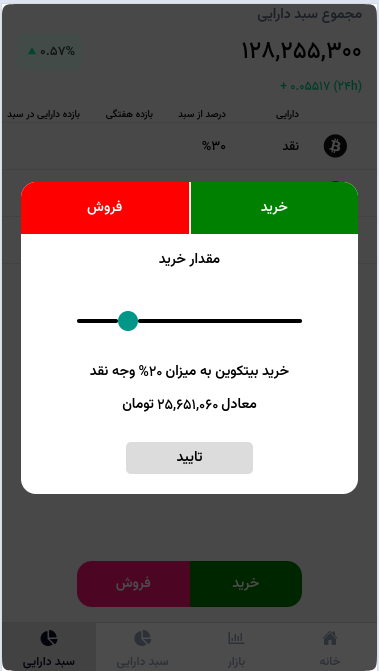 مجموع سبد دارایی
۱۲۸,۲۵۵,۳۰۰
۰.۵۷%
+ ۰.۰۵۵۱۷ (۲۴h)
دارایی درصد از سبد بازده هفتگی بازده دارایی در سبد
نقد %۳۰
خرید فروش
مقدار خرید
خرید بیتکوین به میزان ۲۰% وجه نقد
معادل ۲۵,۶۵۱,۰۶۰ تومان
تایید
خرید فروش
خانه بازار سبد دارایی سبد دارایی